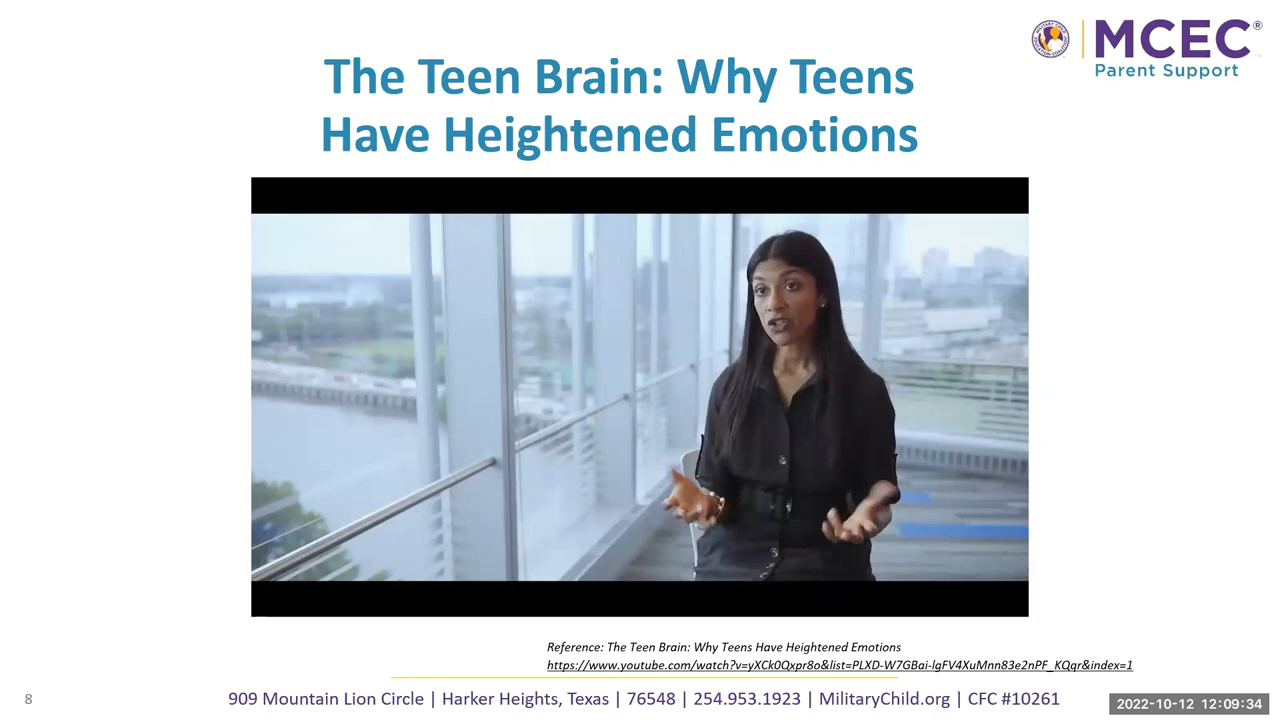 MCEC®
Parent Support
The Teen Brain: Why Teens
Have Heightened Emotions
Reference: The Teen Brain: Why Teens Have Heightened Emotions
https://www.youtube.com/watch?v=yXCk0Qxpr8o&list=PLXD-W7GBai-lgFV4XuMnn83e2nPF_KQqr&index=1
8
909 Mountain Lion Circle | Harker Heights, Texas | 76548 | 254.953.1923 | MilitaryChild.org | CFC #10261
2022-10-12 12:09:34